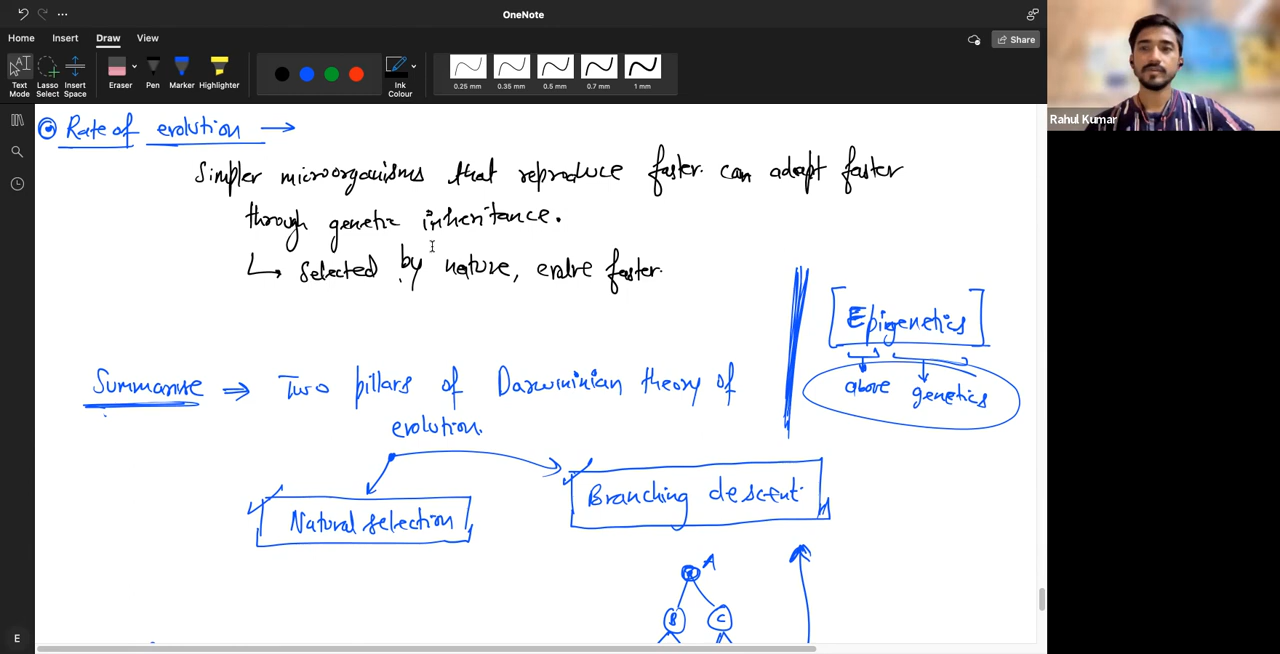 OneNote
Home Insert Draw View
Share
Text Mode
Lasso Select
Insert Space
Eraser
Pen
Marker
Highlighter
Ink Colour
0.25 mm 0.35 mm 0.5 mm 0.7 mm 1 mm
Rahul Kumar
Rate of evolution →
Simpler microorganisms that reproduce faster can adapt faster
through genetic inheritance.
↳ selected by nature, evolve faster.
[Epigenetics]
above genetics
Summarise ⇒ Two pillars of Darwininian theory of
evolution.
Natural selection
Branching descent
A
B C
E